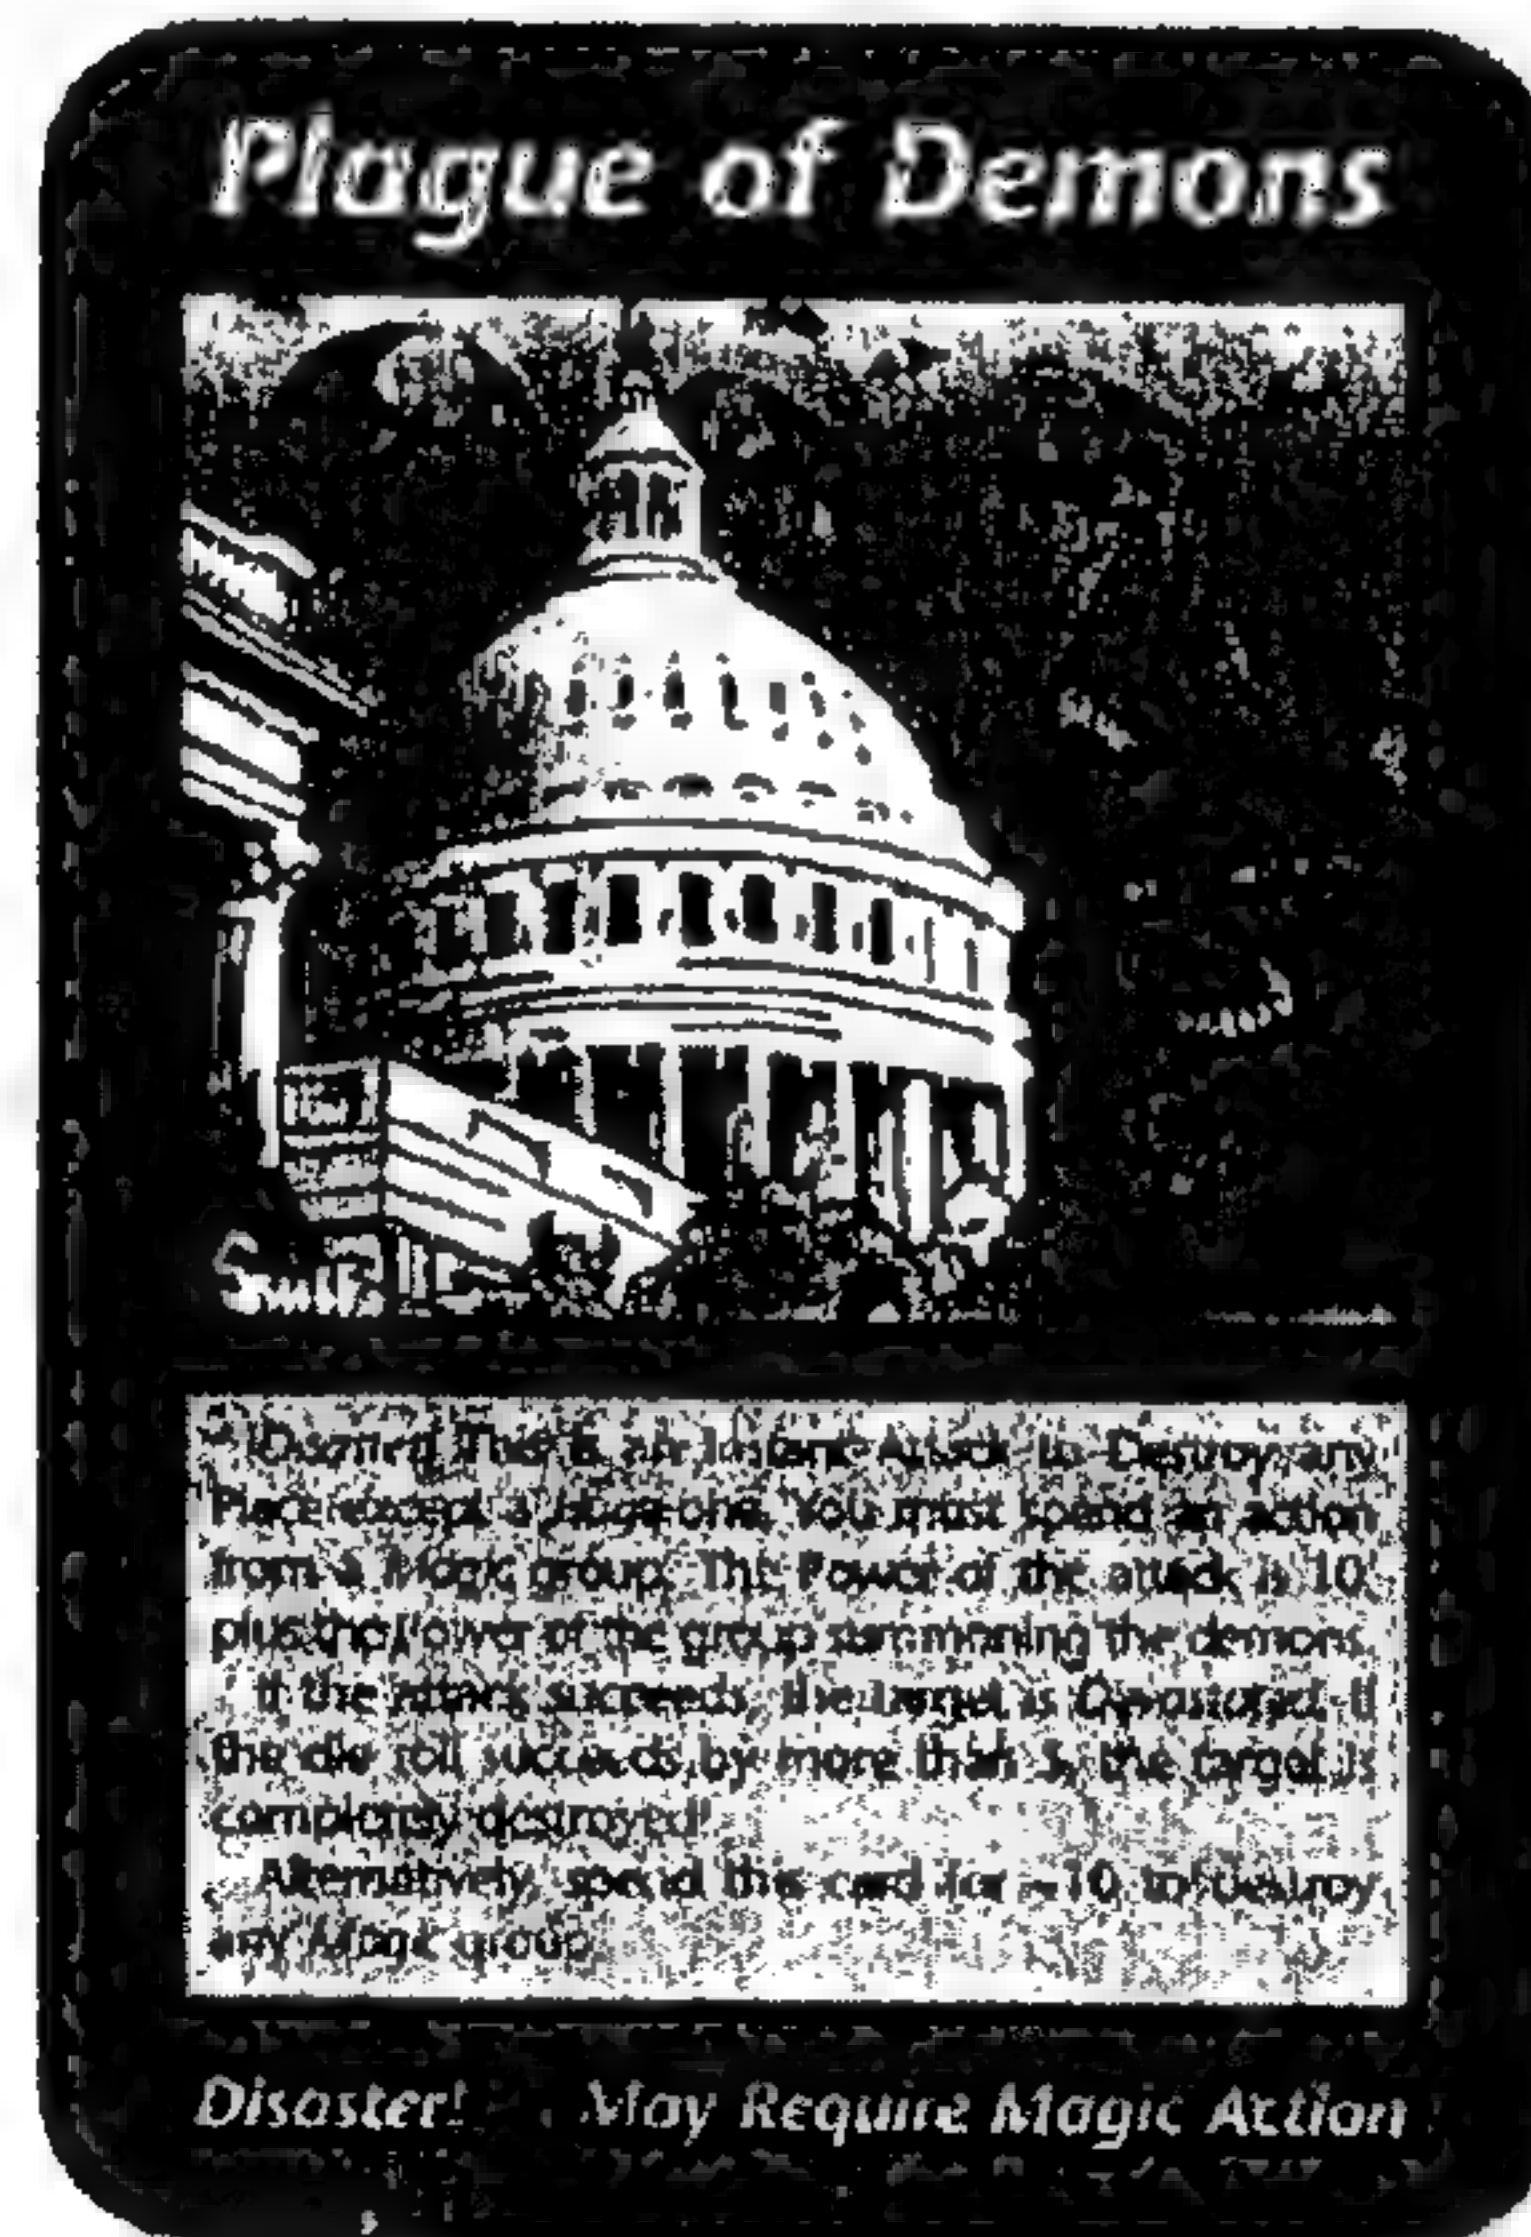 Plague of Demons
Smith
Disaster! This is an Instant Attack to Destroy any
Place except a Huge one. You must spend an action
from a Magic group. The Power of the attack is 10
plus the Power of the group summoning the demons.
If the attack succeeds, the target is Devastated. If
the die roll succeeds by more than 5, the target is
completely destroyed!
Alternatively, spend this card for -10 to destroy
any Magic group.
Disaster! May Require Magic Action